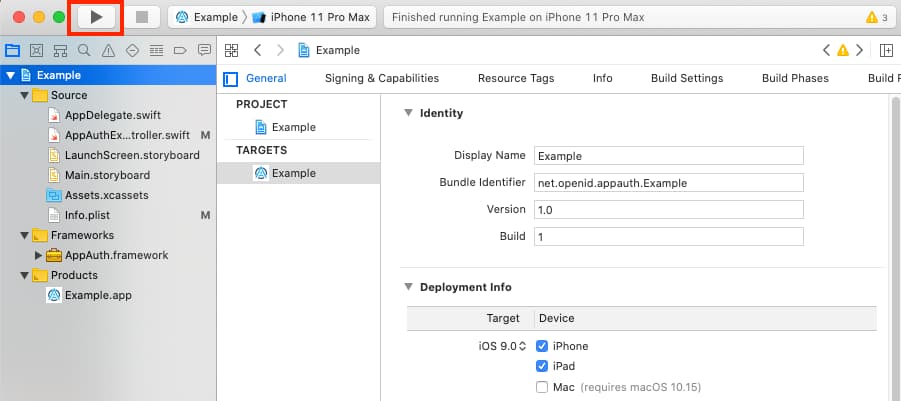 Example
iPhone 11 Pro Max
Finished running Example on iPhone 11 Pro Max
3
Example
General
Signing & Capabilities
Resource Tags
Info
Build Settings
Build Phases
Build
Example
Source
AppDelegate.swift
AppAuthEx...troller.swift M
LaunchScreen.storyboard
Main.storyboard
Assets.xcassets
Info.plist M
Frameworks
AppAuth.framework
Products
Example.app
PROJECT
Example
TARGETS
Example
Identity
Display Name Example
Bundle Identifier net.openid.appauth.Example
Version 1.0
Build 1
Deployment Info
Target Device
iOS 9.0 iPhone
iPad
Mac (requires macOS 10.15)